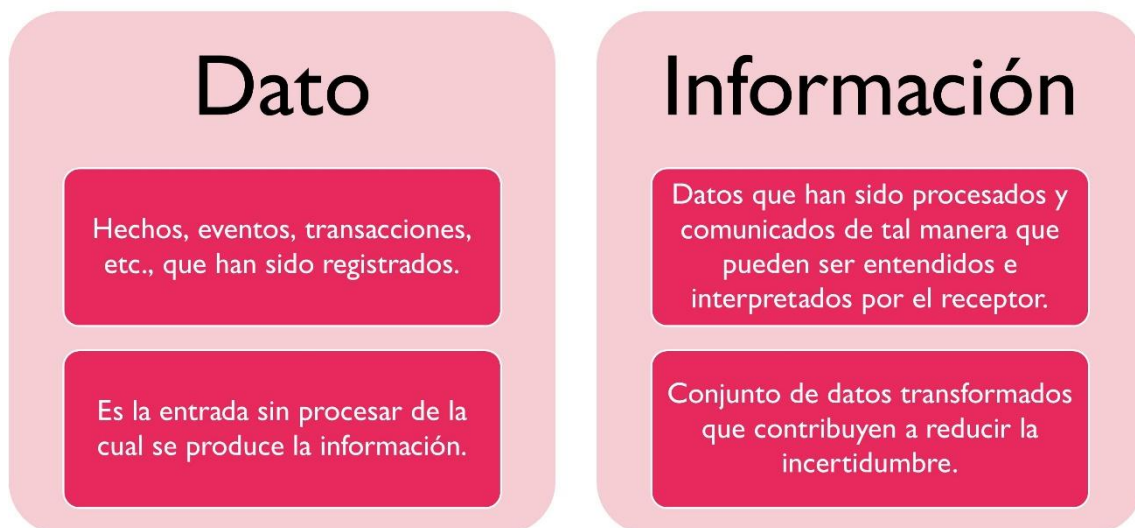 Dato
Hechos, eventos, transacciones,
etc., que han sido registrados.
Es la entrada sin procesar de la
cual se produce la información.
Información
Datos que han sido procesados y
comunicados de tal manera que
pueden ser entendidos e
interpretados por el receptor.
Conjunto de datos transformados
que contribuyen a reducir la
incertidumbre.